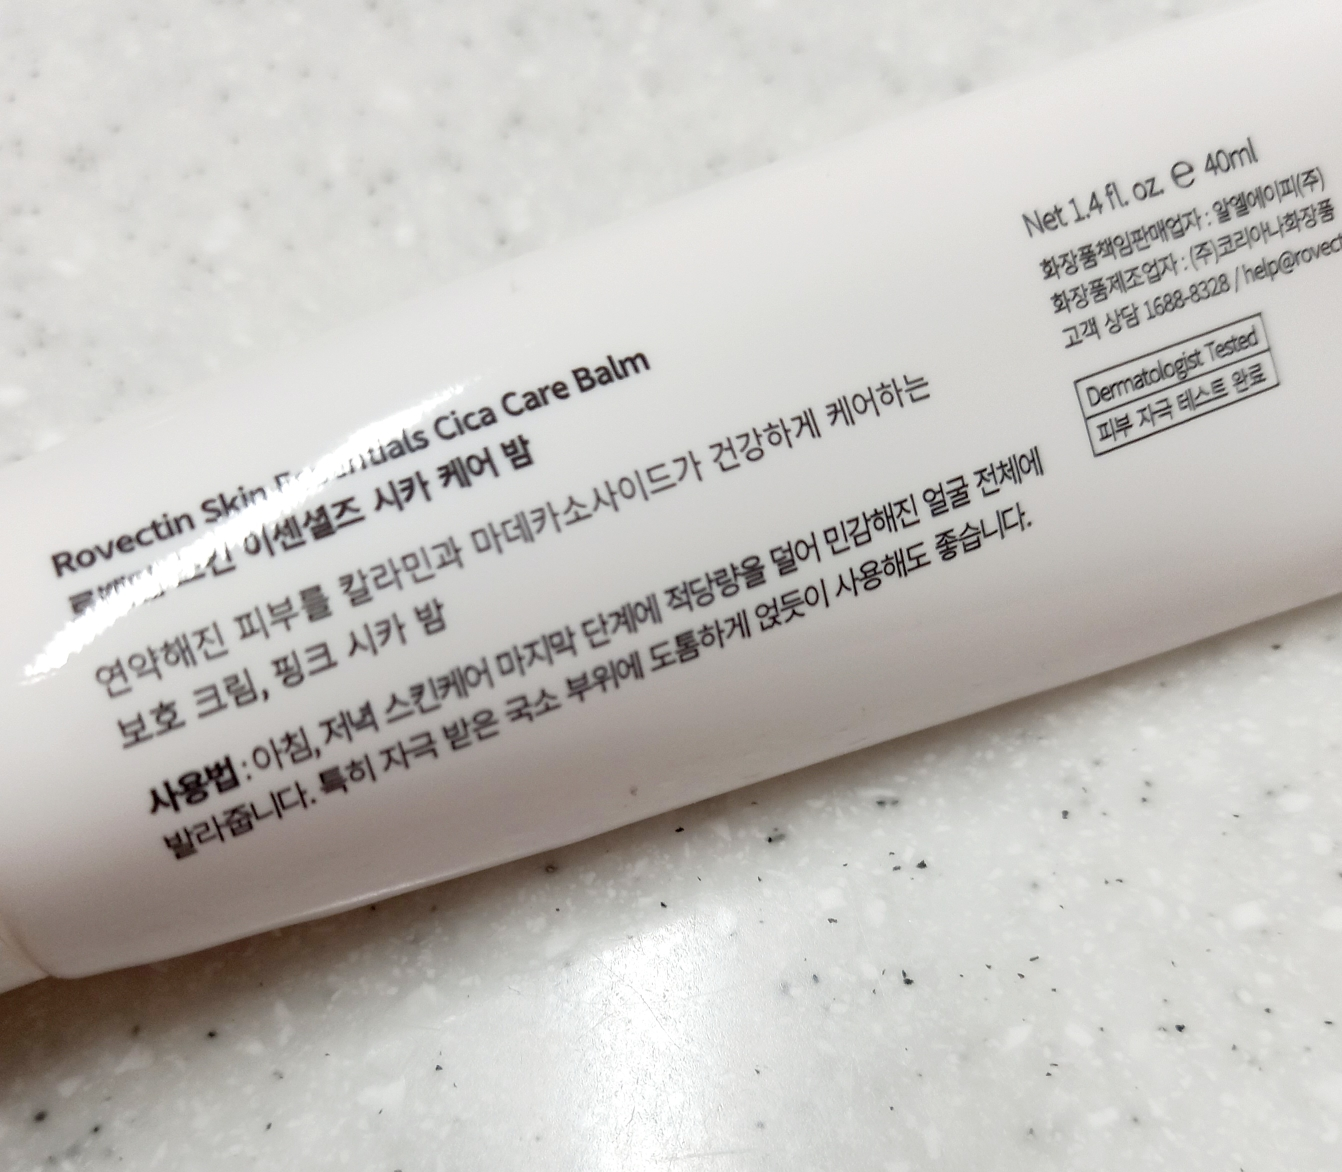 Rovectin Skin Essentials Cica Care Balm
스킨 이센셜즈 시카 케어 밤
연약해진 피부를 칼라민과 마데카소사이드가 건강하게 케어하는
보호 크림, 핑크 시카 밤
사용법 : 아침, 저녁 스킨케어 마지막 단계에 적당량을 덜어 민감해진 얼굴 전체에
발라줍니다. 특히 자극 받은 국소 부위에 도톰하게 얹듯이 사용해도 좋습니다.
Net 1.4 fl. oz. ℮ 40ml
화장품책임판매업자 : 알엘에이피(주)
화장품제조업자 : (주)코리아나화장품
고객 상담 1688-8328 / help@rovect
Dermatologist Tested
피부 자극 테스트 완료